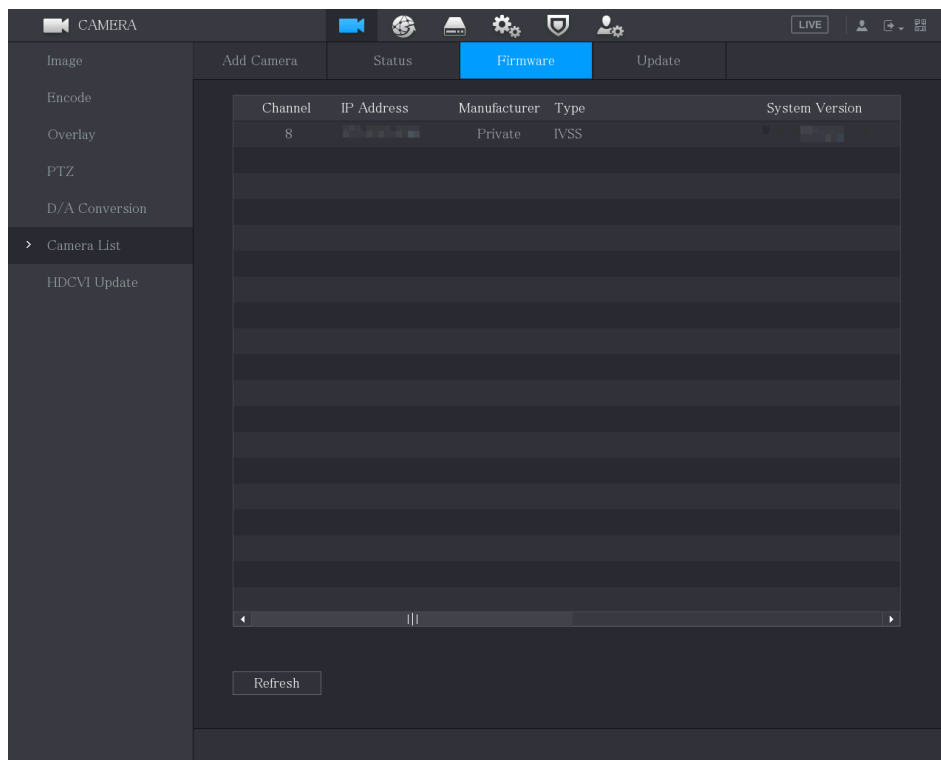 CAMERA LIVE
Image
Encode
Overlay
PTZ
D/A Conversion
Camera List
HDCVI Update
Add Camera Status Firmware Update
Channel IP Address Manufacturer Type System Version
8 Private IVSS
Refresh